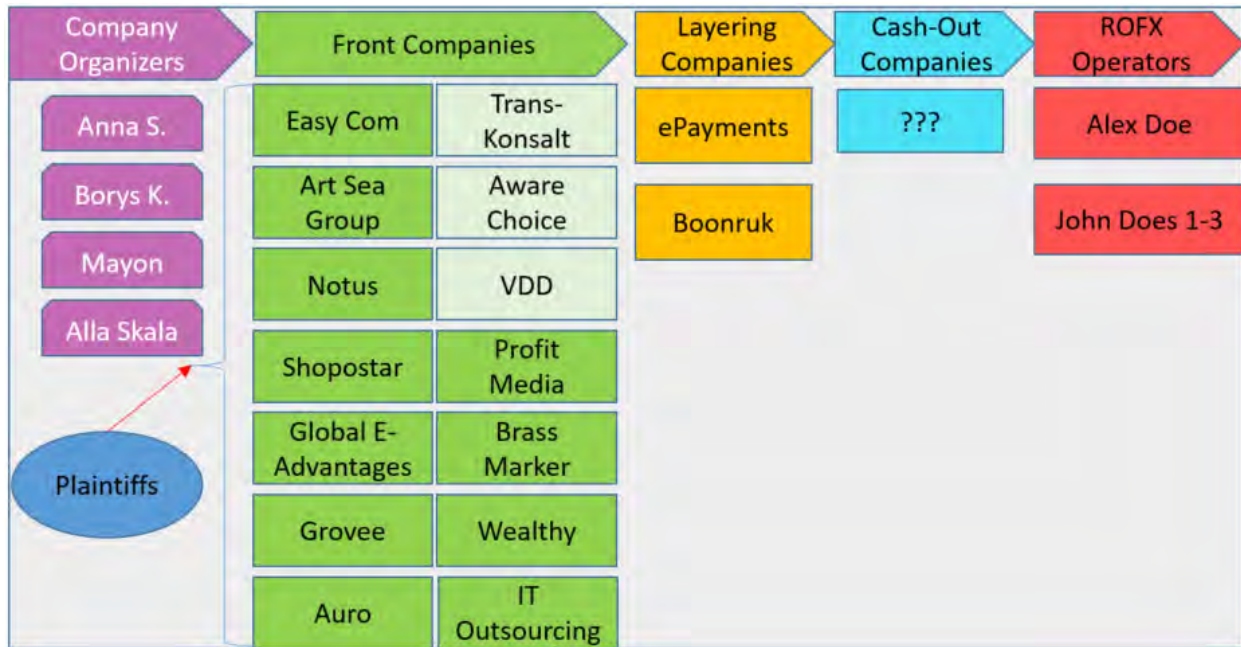 Company
Organizers
Front Companies
Layering
Companies
Cash-Out
Companies
ROFX
Operators
Anna S.
Borys K.
Mayon
Alla Skala
Plaintiffs
Easy Com
Trans-
Konsalt
Art Sea
Group
Aware
Choice
Notus
VDD
Shopostar
Profit
Media
Global E-
Advantages
Brass
Marker
Grovee
Wealthy
Auro
IT
Outsourcing
ePayments
Boonruk
???
Alex Doe
John Does 1-3